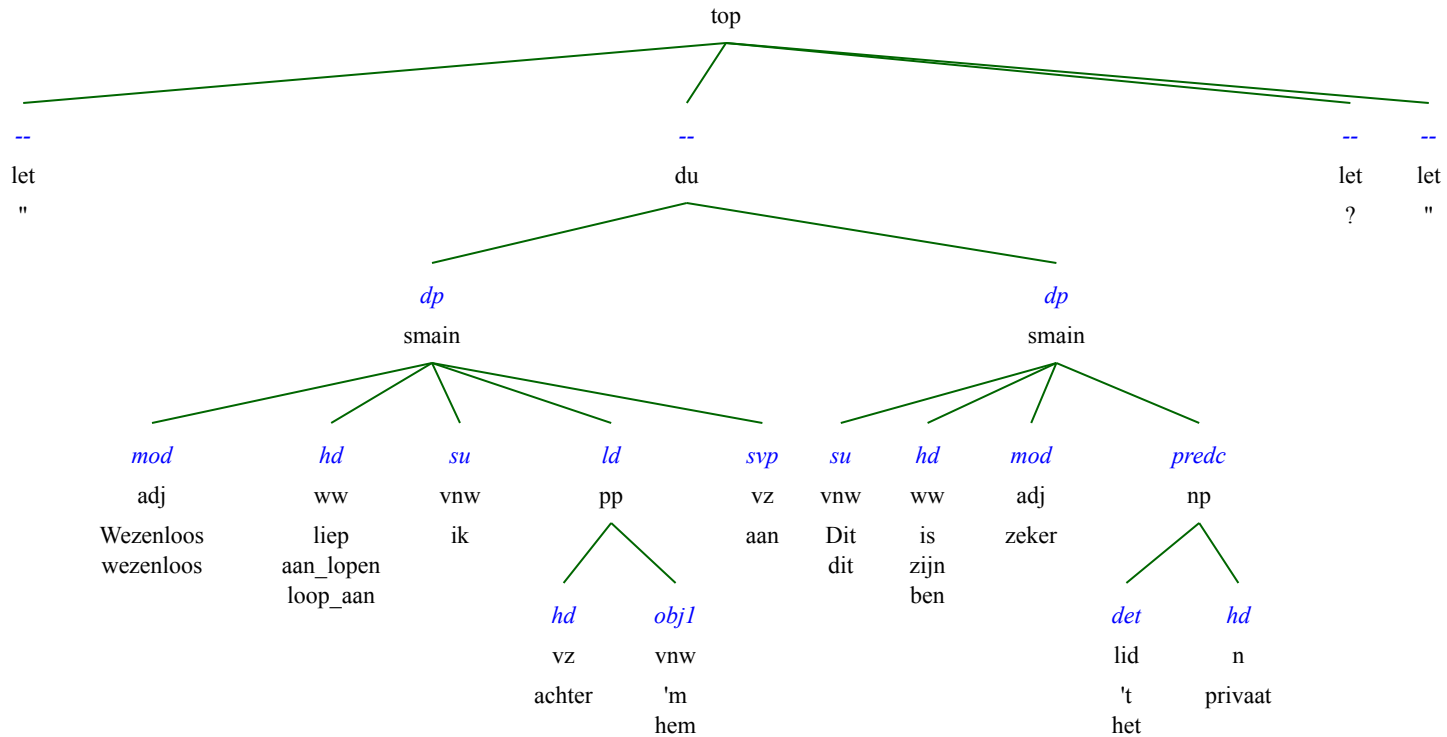 top
-- -- -- --
let du let let
" ? "
dp dp
smain smain
mod hd su ld svp su hd mod predc
adj ww vnw pp vz vnw ww adj np
Wezenloos liep ik aan Dit is zeker
wezenloos aan_lopen dit zijn
loop_aan ben
hd obj1 det hd
vz vnw lid n
achter 'm 't privaat
hem het